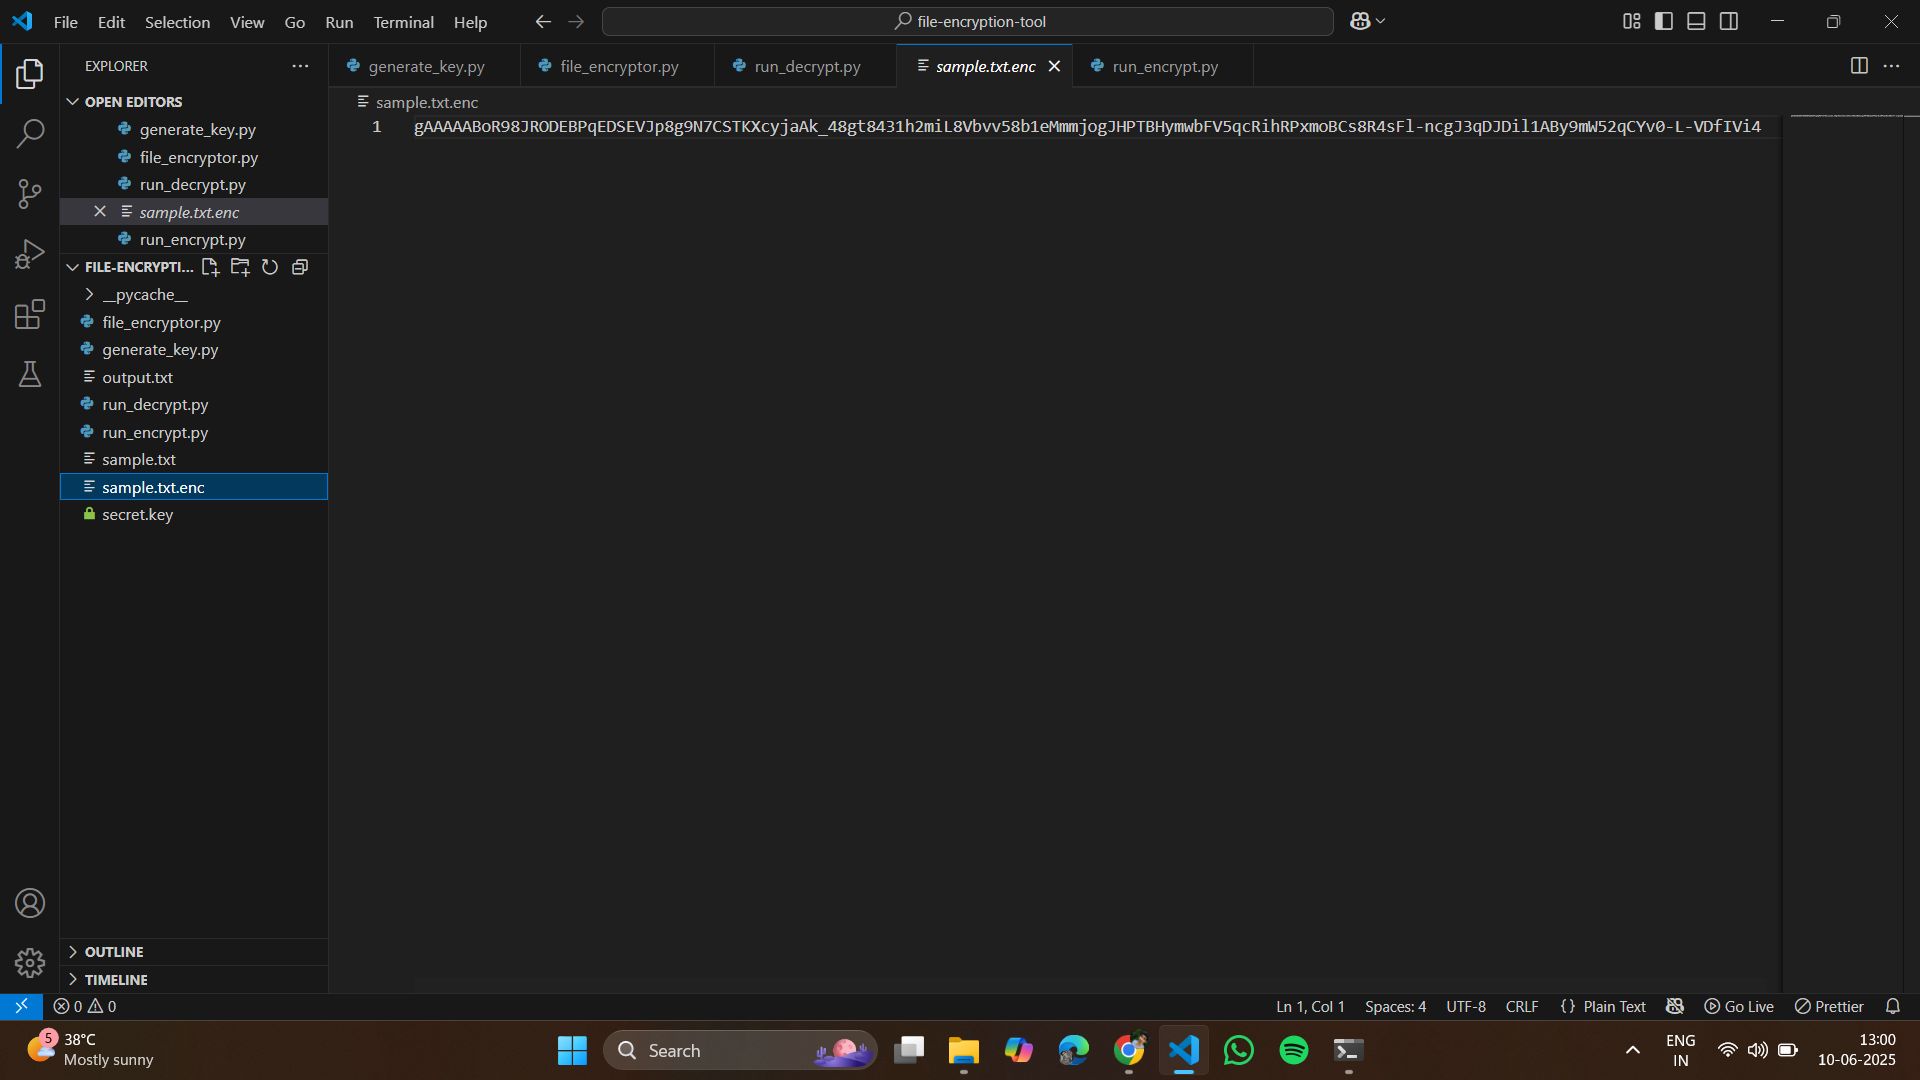 File Edit Selection View Go Run Terminal Help
file-encryption-tool
EXPLORER
OPEN EDITORS
generate_key.py
file_encryptor.py
run_decrypt.py
sample.txt.enc
run_encrypt.py
FILE-ENCRYPTI...
__pycache__
file_encryptor.py
generate_key.py
output.txt
run_decrypt.py
run_encrypt.py
sample.txt
sample.txt.enc
secret.key
OUTLINE
TIMELINE
generate_key.py file_encryptor.py run_decrypt.py sample.txt.enc run_encrypt.py
sample.txt.enc
1 gAAAAABoR98JRODEBPqEDSEVJp8g9N7CSTKXcyjaAk_48gt8431h2miL8Vbvv58b1eMmmjogJHPTBHymwbFV5qcRihRPxmoBCs8R4sFl-ncgJ3qDJDil1ABy9mW52qCYv0-L-VDfIVi4
0 0 Ln 1, Col 1 Spaces: 4 UTF-8 CRLF {} Plain Text Go Live Prettier
5
38°C
Mostly sunny
Search
ENG
IN
13:00
10-06-2025